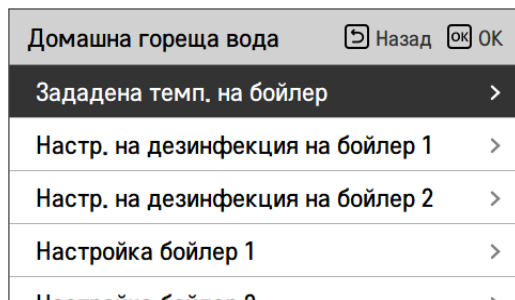 Домашна гореща вода Назад OK OK
Зададена темп. на бойлер
Настр. на дезинфекция на бойлер 1
Настр. на дезинфекция на бойлер 2
Настройка бойлер 1